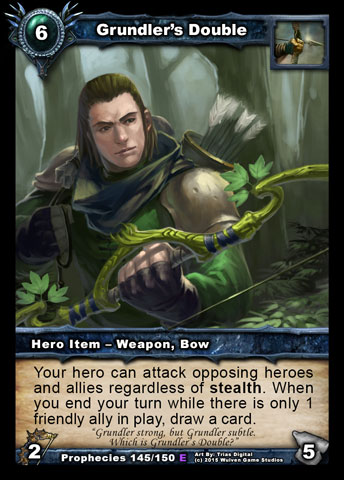 6
Grundler's Double
Hero Item – Weapon, Bow
Your hero can attack opposing heroes
and allies regardless of stealth. When
you end your turn while there is only 1
friendly ally in play, draw a card.
"Grundler strong, but Grundler subtle.
Which is Grundler's Double?"
2
Prophecies 145/150 E
Art By: Trias Digital
(c) 2015 Wulven Game Studios
5